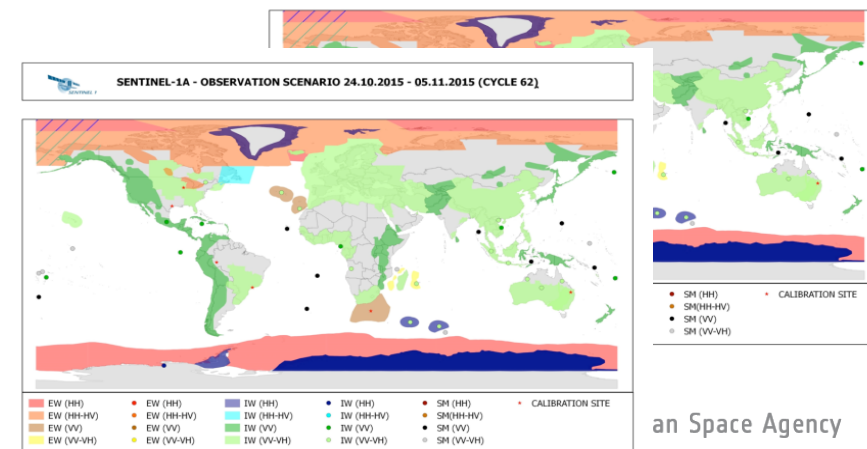 SENTINEL-1A - OBSERVATION SCENARIO 24.10.2015 - 05.11.2015 (CYCLE 62)
SENTINEL 1
EW (HH) EW (HH) IW (HH) IW (HH) SM (HH) CALIBRATION SITE
EW (HH-HV) EW (HH-HV) IW (HH-HV) IW (HH-HV) SM(HH-HV)
EW (VV) EW (VV) IW (VV) IW (VV) SM (VV)
EW (VV-VH) EW (VV-VH) IW (VV-VH) IW (VV-VH) SM (VV-VH)
SM (HH) CALIBRATION SITE
SM(HH-HV)
SM (VV)
SM (VV-VH)
an Space Agency